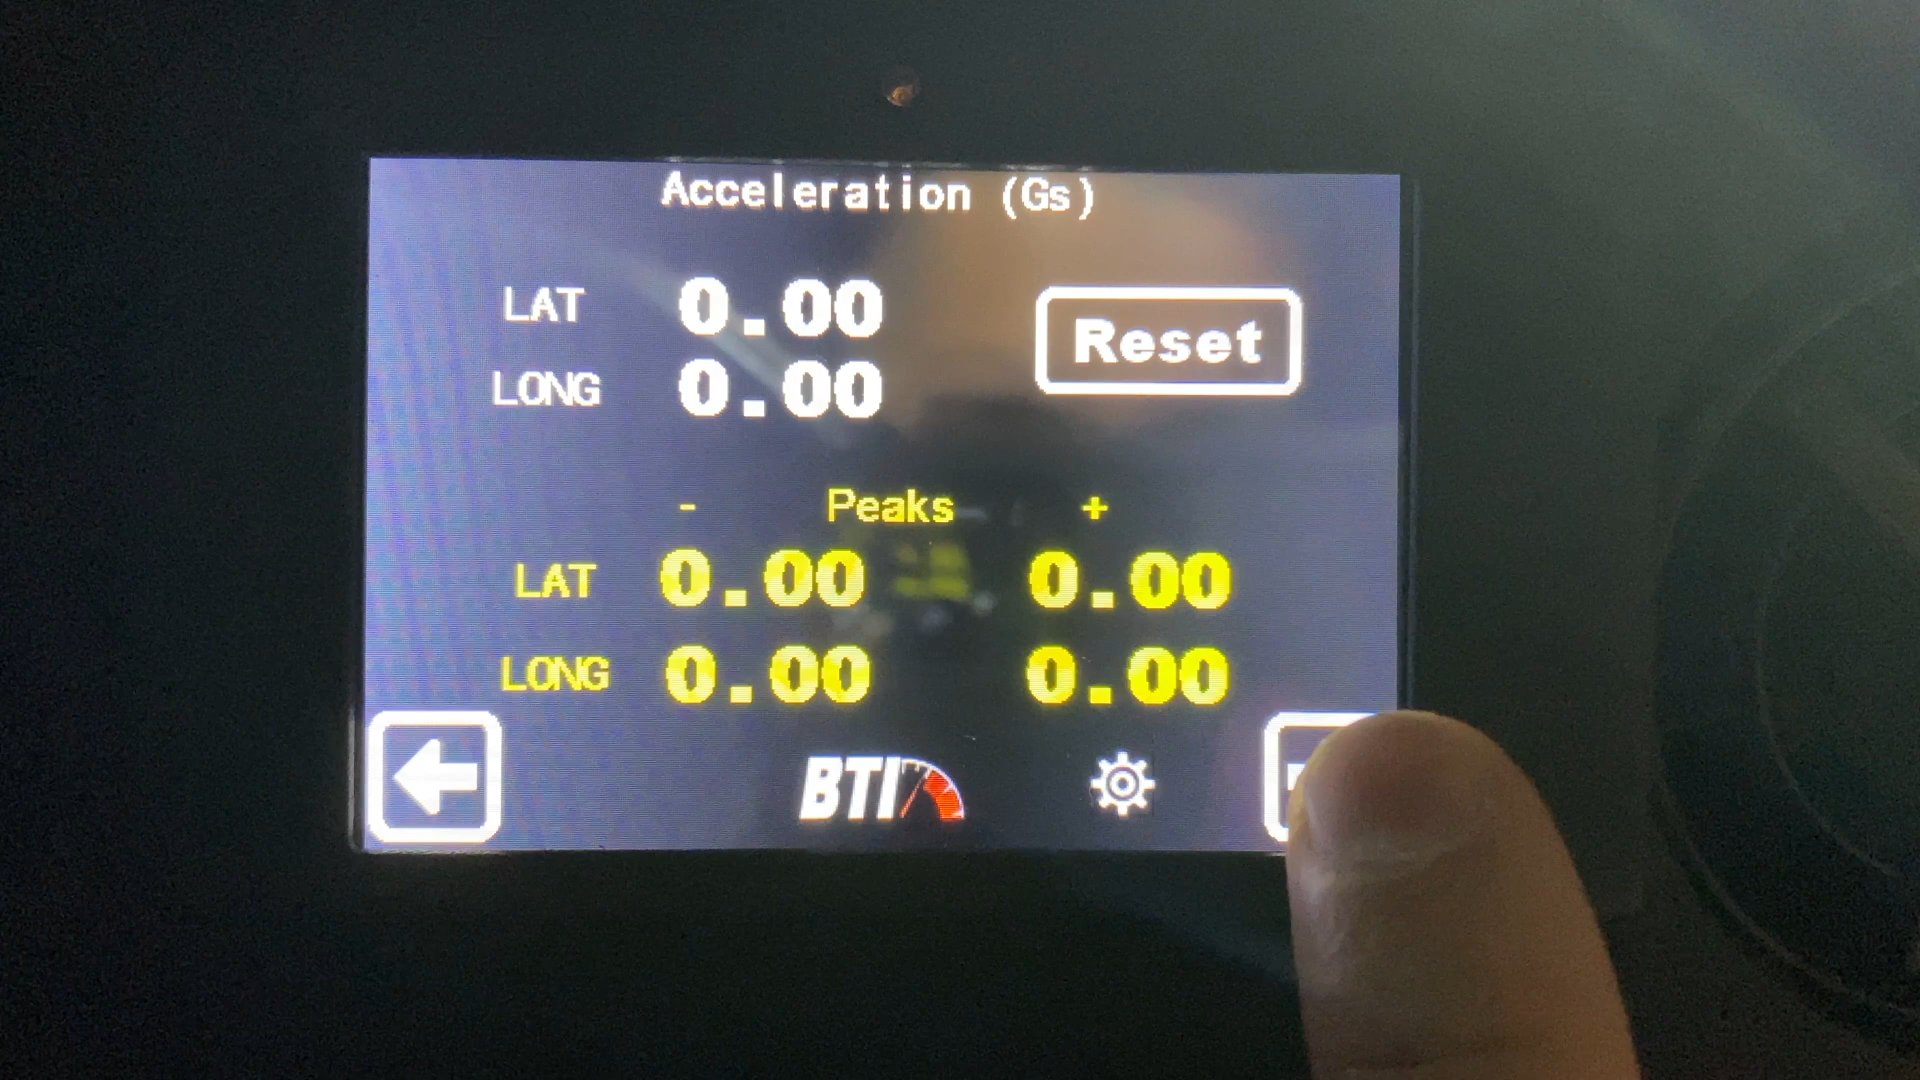 Acceleration (Gs)
LAT 0.00
LONG 0.00
Reset
- Peaks +
LAT 0.00 0.00
LONG 0.00 0.00
BTI